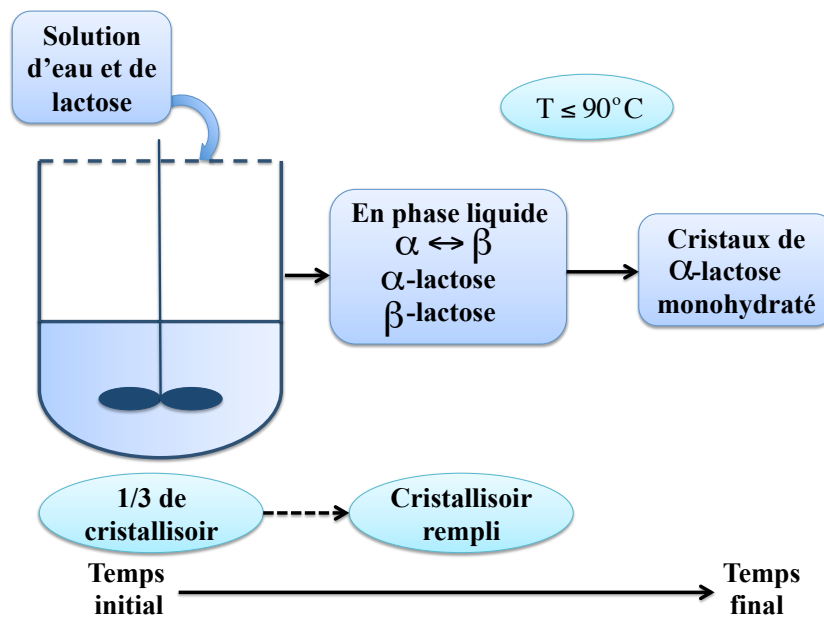 Solution
d’eau et de
lactose
T ≤ 90°C
En phase liquide
α ↔ β
α-lactose
β-lactose
Cristaux de
α-lactose
monohydraté
1/3 de
cristallisoir
Cristallisoir
rempli
Temps
initial
Temps
final